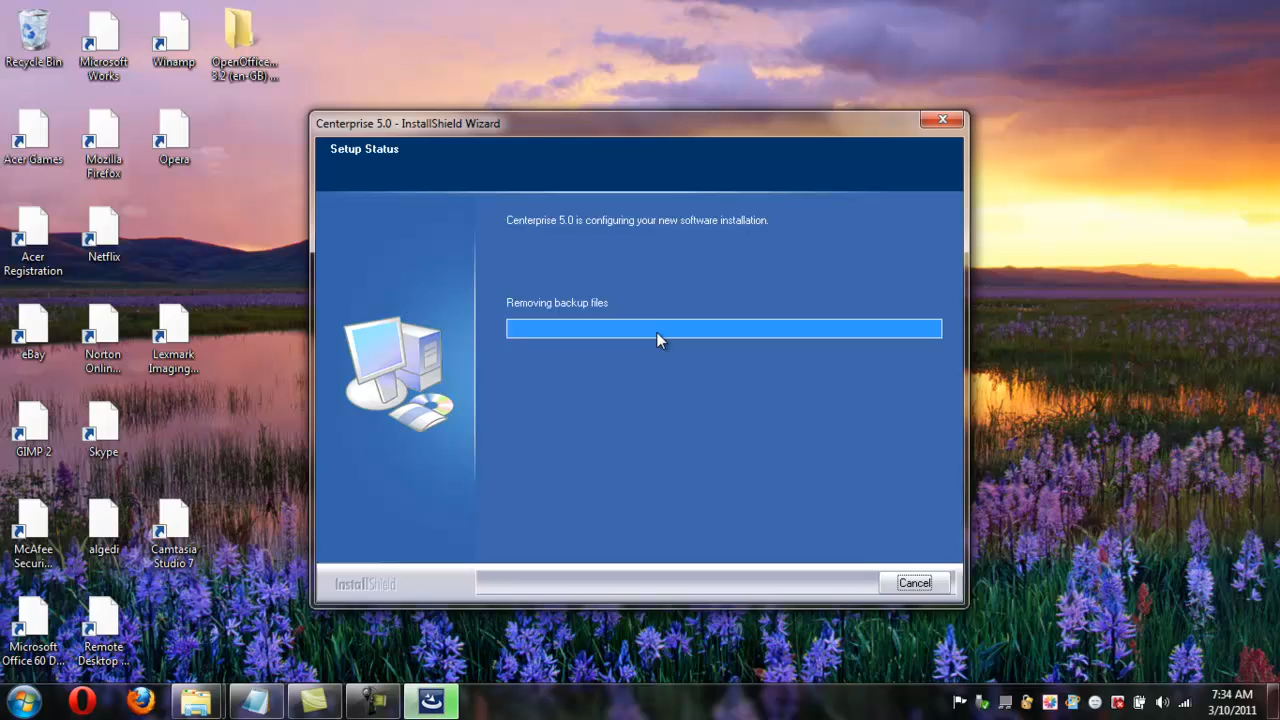 Recycle Bin
Microsoft
Works
Winamp
OpenOffice...
3.2 (en-GB) ...
Acer Games
Mozilla
Firefox
Opera
Acer
Registration
Netflix
eBay
Norton
Onlin...
Lexmark
Imaging...
GIMP 2
Skype
McAfee
Securi...
algedi
Camtasia
Studio 7
Microsoft
Office 60 D...
Remote
Desktop ...
Centerprise 5.0 - InstallShield Wizard
Setup Status
Centerprise 5.0 is configuring your new software installation.
Removing backup files
InstallShield
Cancel
7:34 AM
3/10/2011